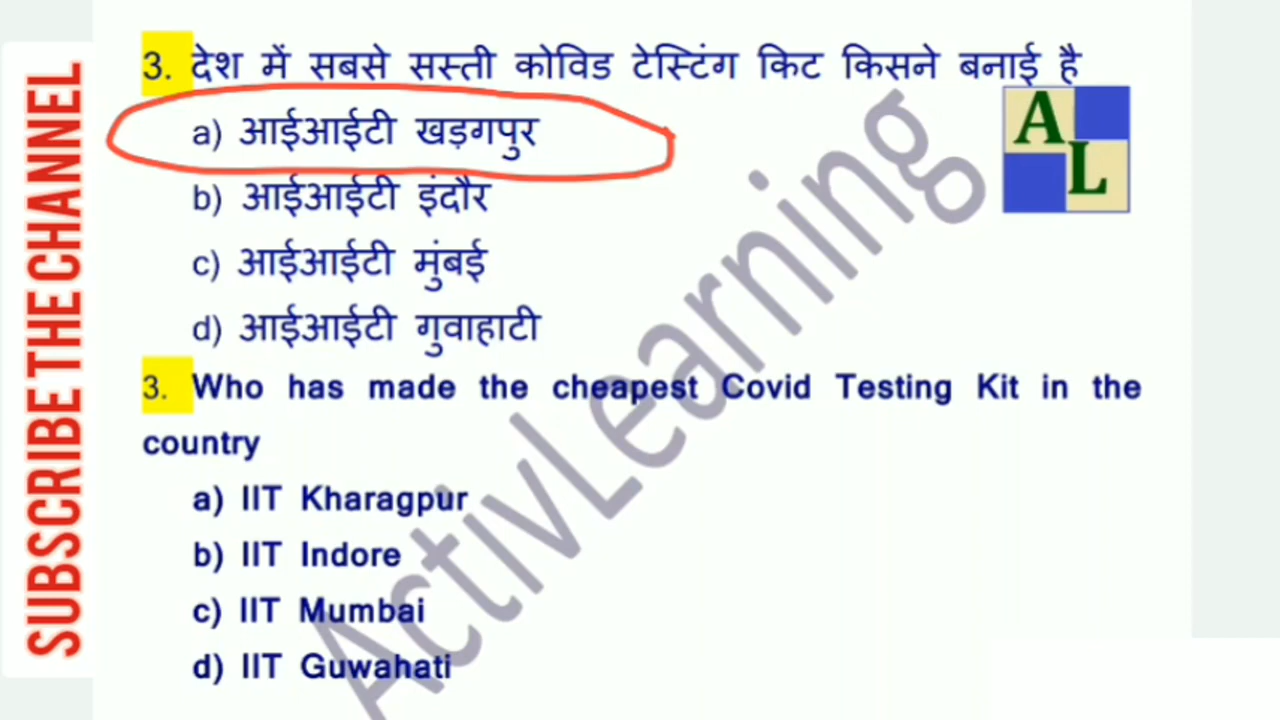 SUBSCRIBE THE CHANNEL
3. देश में सबसे सस्ती कोविड टेस्टिंग किट किसने बनाई है
a) आईआईटी खड़गपुर
b) आईआईटी इंदौर
c) आईआईटी मुंबई
d) आईआईटी गुवाहाटी
A
L
3. Who has made the cheapest Covid Testing Kit in the
country
a) IIT Kharagpur
b) IIT Indore
c) IIT Mumbai
d) IIT Guwahati
ActivLearning